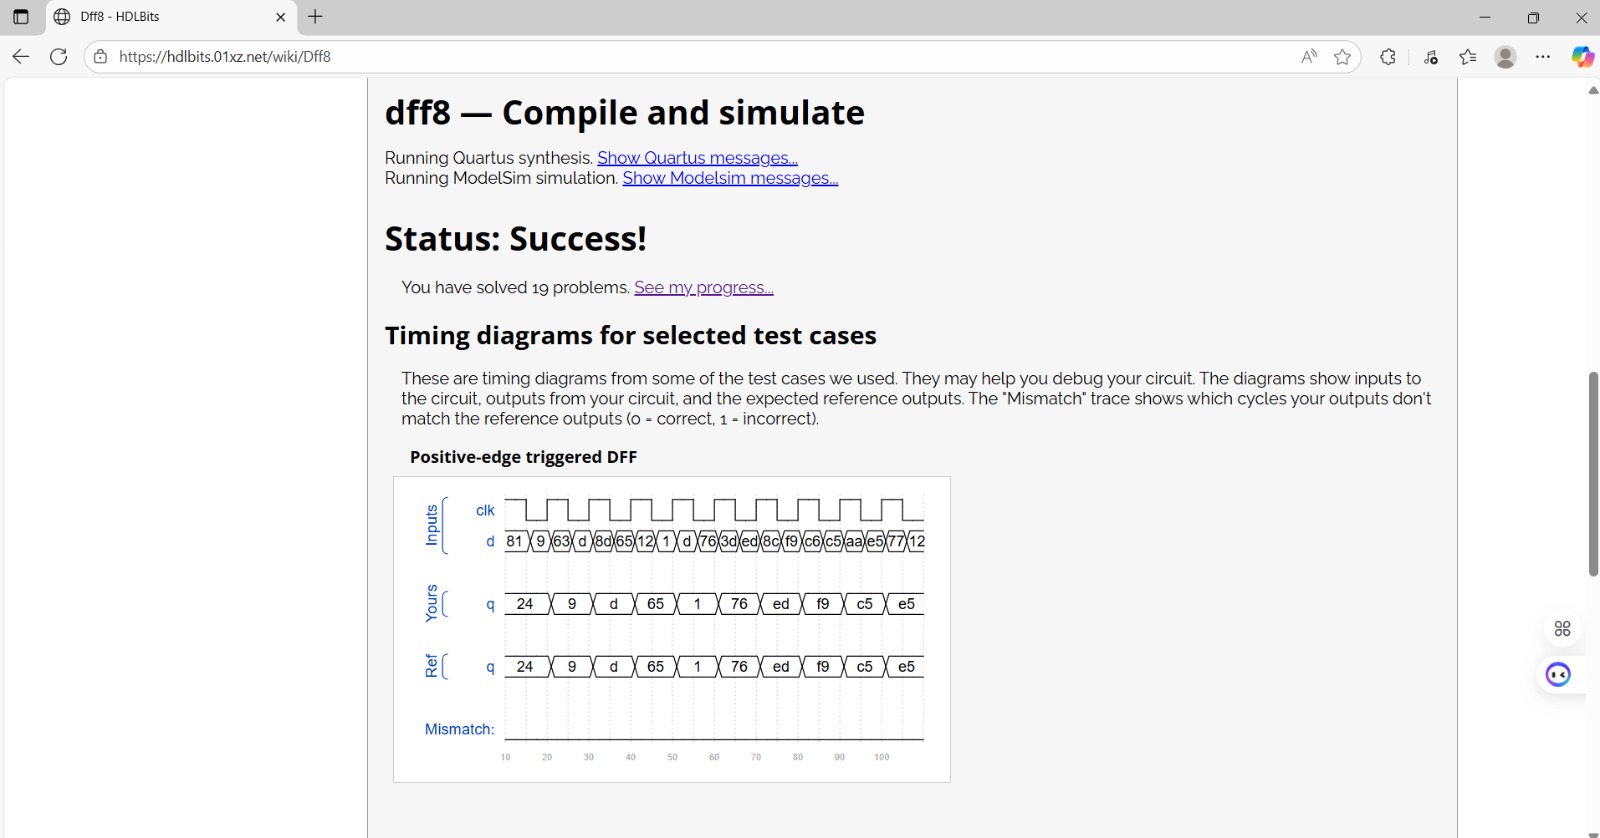 Dff8 - HDLBits
https://hdlbits.01xz.net/wiki/Dff8
dff8 — Compile and simulate
Running Quartus synthesis. Show Quartus messages...
Running ModelSim simulation. Show Modelsim messages...
Status: Success!
You have solved 19 problems. See my progress...
Timing diagrams for selected test cases
These are timing diagrams from some of the test cases we used. They may help you debug your circuit. The diagrams show inputs to
the circuit, outputs from your circuit, and the expected reference outputs. The "Mismatch" trace shows which cycles your outputs don't
match the reference outputs (0 = correct, 1 = incorrect).
Positive-edge triggered DFF
Inputs
clk
d 81 9 63 d 8d 65 12 1 d 76 3d ed 8c f9 c6 c5 aa e5 77 12
Yours
q 24 9 d 65 1 76 ed f9 c5 e5
Ref
q 24 9 d 65 1 76 ed f9 c5 e5
Mismatch:
10 20 30 40 50 60 70 80 90 100